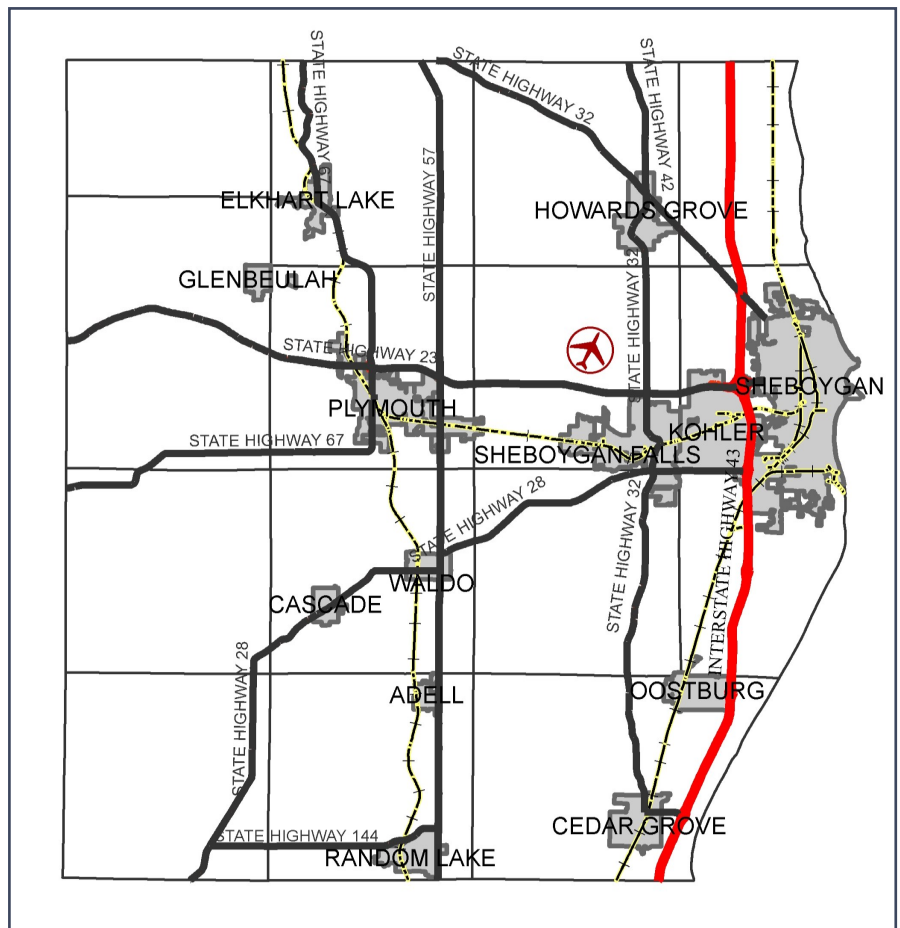 STATE HIGHWAY 67
STATE HIGHWAY 32
STATE HIGHWAY 42
STATE HIGHWAY 57
ELKHART LAKE
HOWARDS GROVE
GLENBEULAH
STATE HIGHWAY 32
STATE HIGHWAY 23
SHEBOYGAN
PLYMOUTH
KOHLER
STATE HIGHWAY 67
SHEBOYGAN FALLS
INTERSTATE HIGHWAY 43
STATE HIGHWAY 28
STATE HIGHWAY 32
WALDO
CASCADE
STATE HIGHWAY 28
ADELL
OOSTBURG
CEDAR GROVE
STATE HIGHWAY 144
RANDOM LAKE